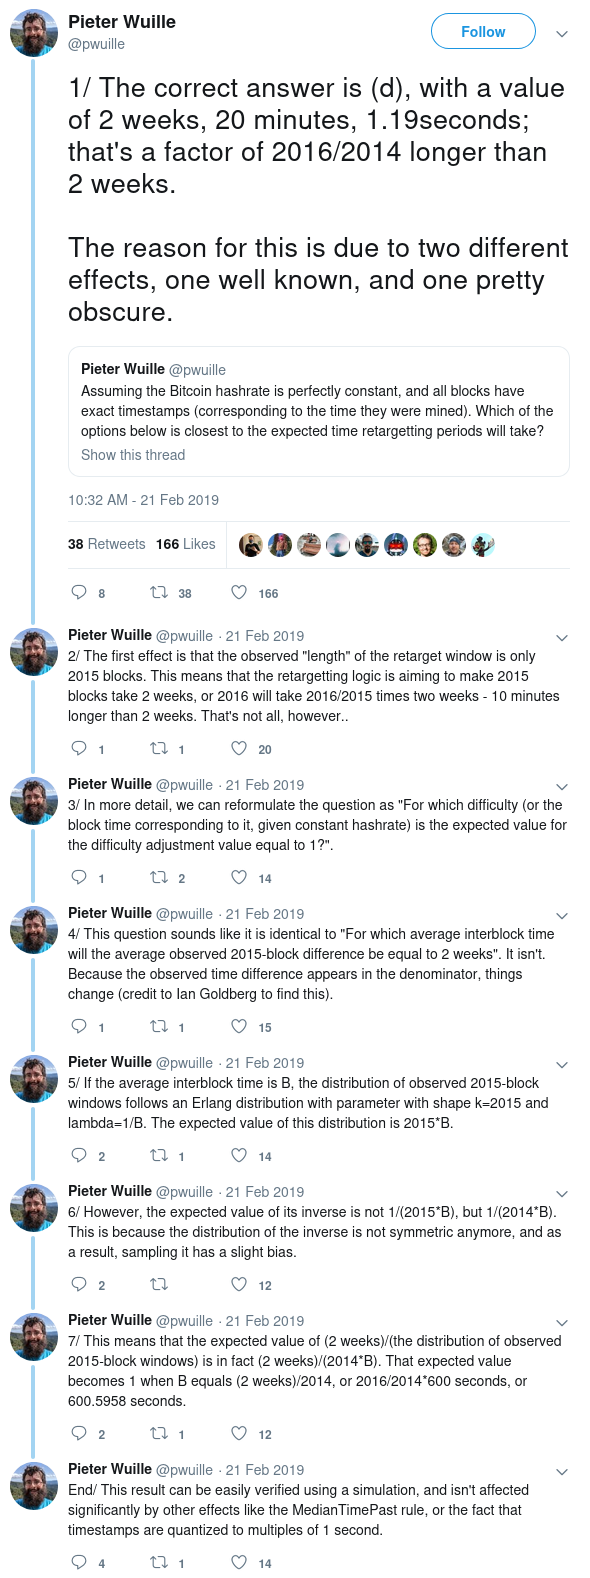 Pieter Wuille
@pwuille
Follow
1/ The correct answer is (d), with a value
of 2 weeks, 20 minutes, 1.19seconds;
that's a factor of 2016/2014 longer than
2 weeks.
The reason for this is due to two different
effects, one well known, and one pretty
obscure.
Pieter Wuille @pwuille
Assuming the Bitcoin hashrate is perfectly constant, and all blocks have
exact timestamps (corresponding to the time they were mined). Which of the
options below is closest to the expected time retargetting periods will take?
Show this thread
10:32 AM - 21 Feb 2019
38 Retweets 166 Likes
8 38 166
Pieter Wuille @pwuille · 21 Feb 2019
2/ The first effect is that the observed "length" of the retarget window is only
2015 blocks. This means that the retargetting logic is aiming to make 2015
blocks take 2 weeks, or 2016 will take 2016/2015 times two weeks - 10 minutes
longer than 2 weeks. That's not all, however..
1 1 20
Pieter Wuille @pwuille · 21 Feb 2019
3/ In more detail, we can reformulate the question as "For which difficulty (or the
block time corresponding to it, given constant hashrate) is the expected value for
the difficulty adjustment value equal to 1?".
1 2 14
Pieter Wuille @pwuille · 21 Feb 2019
4/ This question sounds like it is identical to "For which average interblock time
will the average observed 2015-block difference be equal to 2 weeks". It isn't.
Because the observed time difference appears in the denominator, things
change (credit to Ian Goldberg to find this).
1 1 15
Pieter Wuille @pwuille · 21 Feb 2019
5/ If the average interblock time is B, the distribution of observed 2015-block
windows follows an Erlang distribution with parameter with shape k=2015 and
lambda=1/B. The expected value of this distribution is 2015*B.
2 1 14
Pieter Wuille @pwuille · 21 Feb 2019
6/ However, the expected value of its inverse is not 1/(2015*B), but 1/(2014*B).
This is because the distribution of the inverse is not symmetric anymore, and as
a result, sampling it has a slight bias.
2 12
Pieter Wuille @pwuille · 21 Feb 2019
7/ This means that the expected value of (2 weeks)/(the distribution of observed
2015-block windows) is in fact (2 weeks)/(2014*B). That expected value
becomes 1 when B equals (2 weeks)/2014, or 2016/2014*600 seconds, or
600.5958 seconds.
2 1 12
Pieter Wuille @pwuille · 21 Feb 2019
End/ This result can be easily verified using a simulation, and isn't affected
significantly by other effects like the MedianTimePast rule, or the fact that
timestamps are quantized to multiples of 1 second.
4 1 14